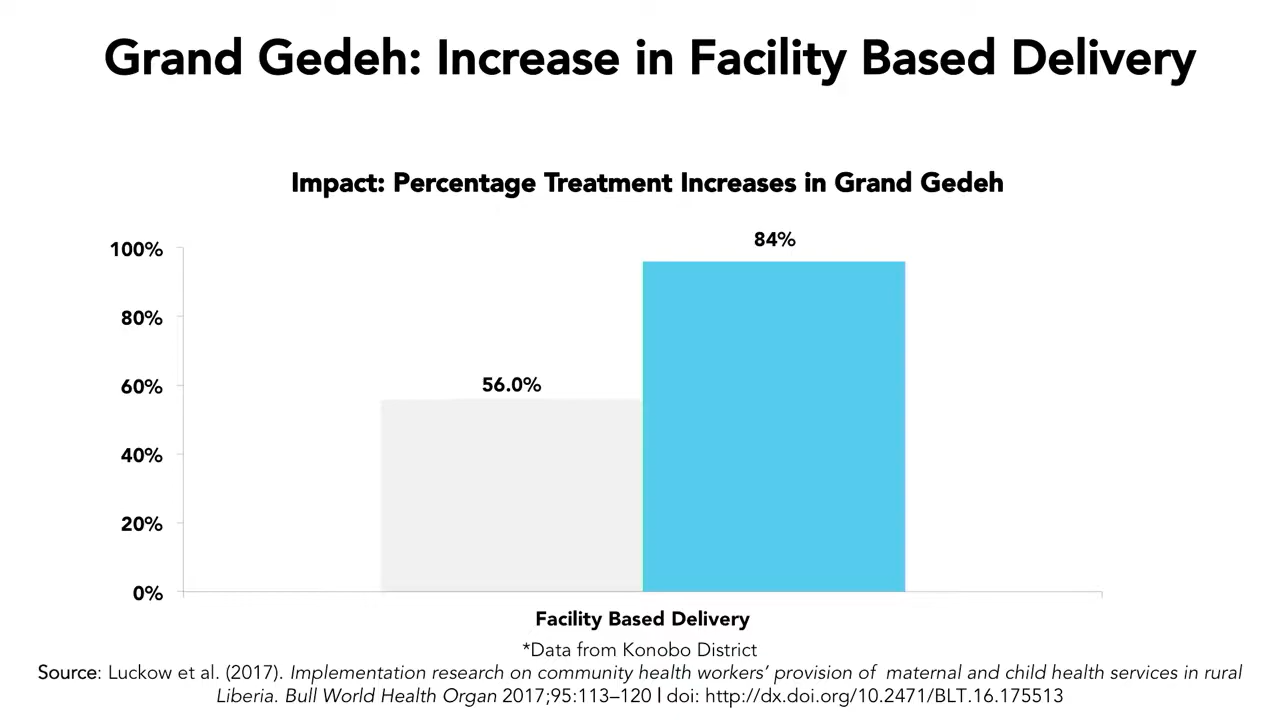 Grand Gedeh: Increase in Facility Based Delivery
Impact: Percentage Treatment Increases in Grand Gedeh
100%
80%
60%
40%
20%
0%
56.0%
84%
Facility Based Delivery
*Data from Konobo District
Source: Luckow et al. (2017). Implementation research on community health workers’ provision of maternal and child health services in rural
Liberia. Bull World Health Organ 2017;95:113–120 | doi: http://dx.doi.org/10.2471/BLT.16.175513